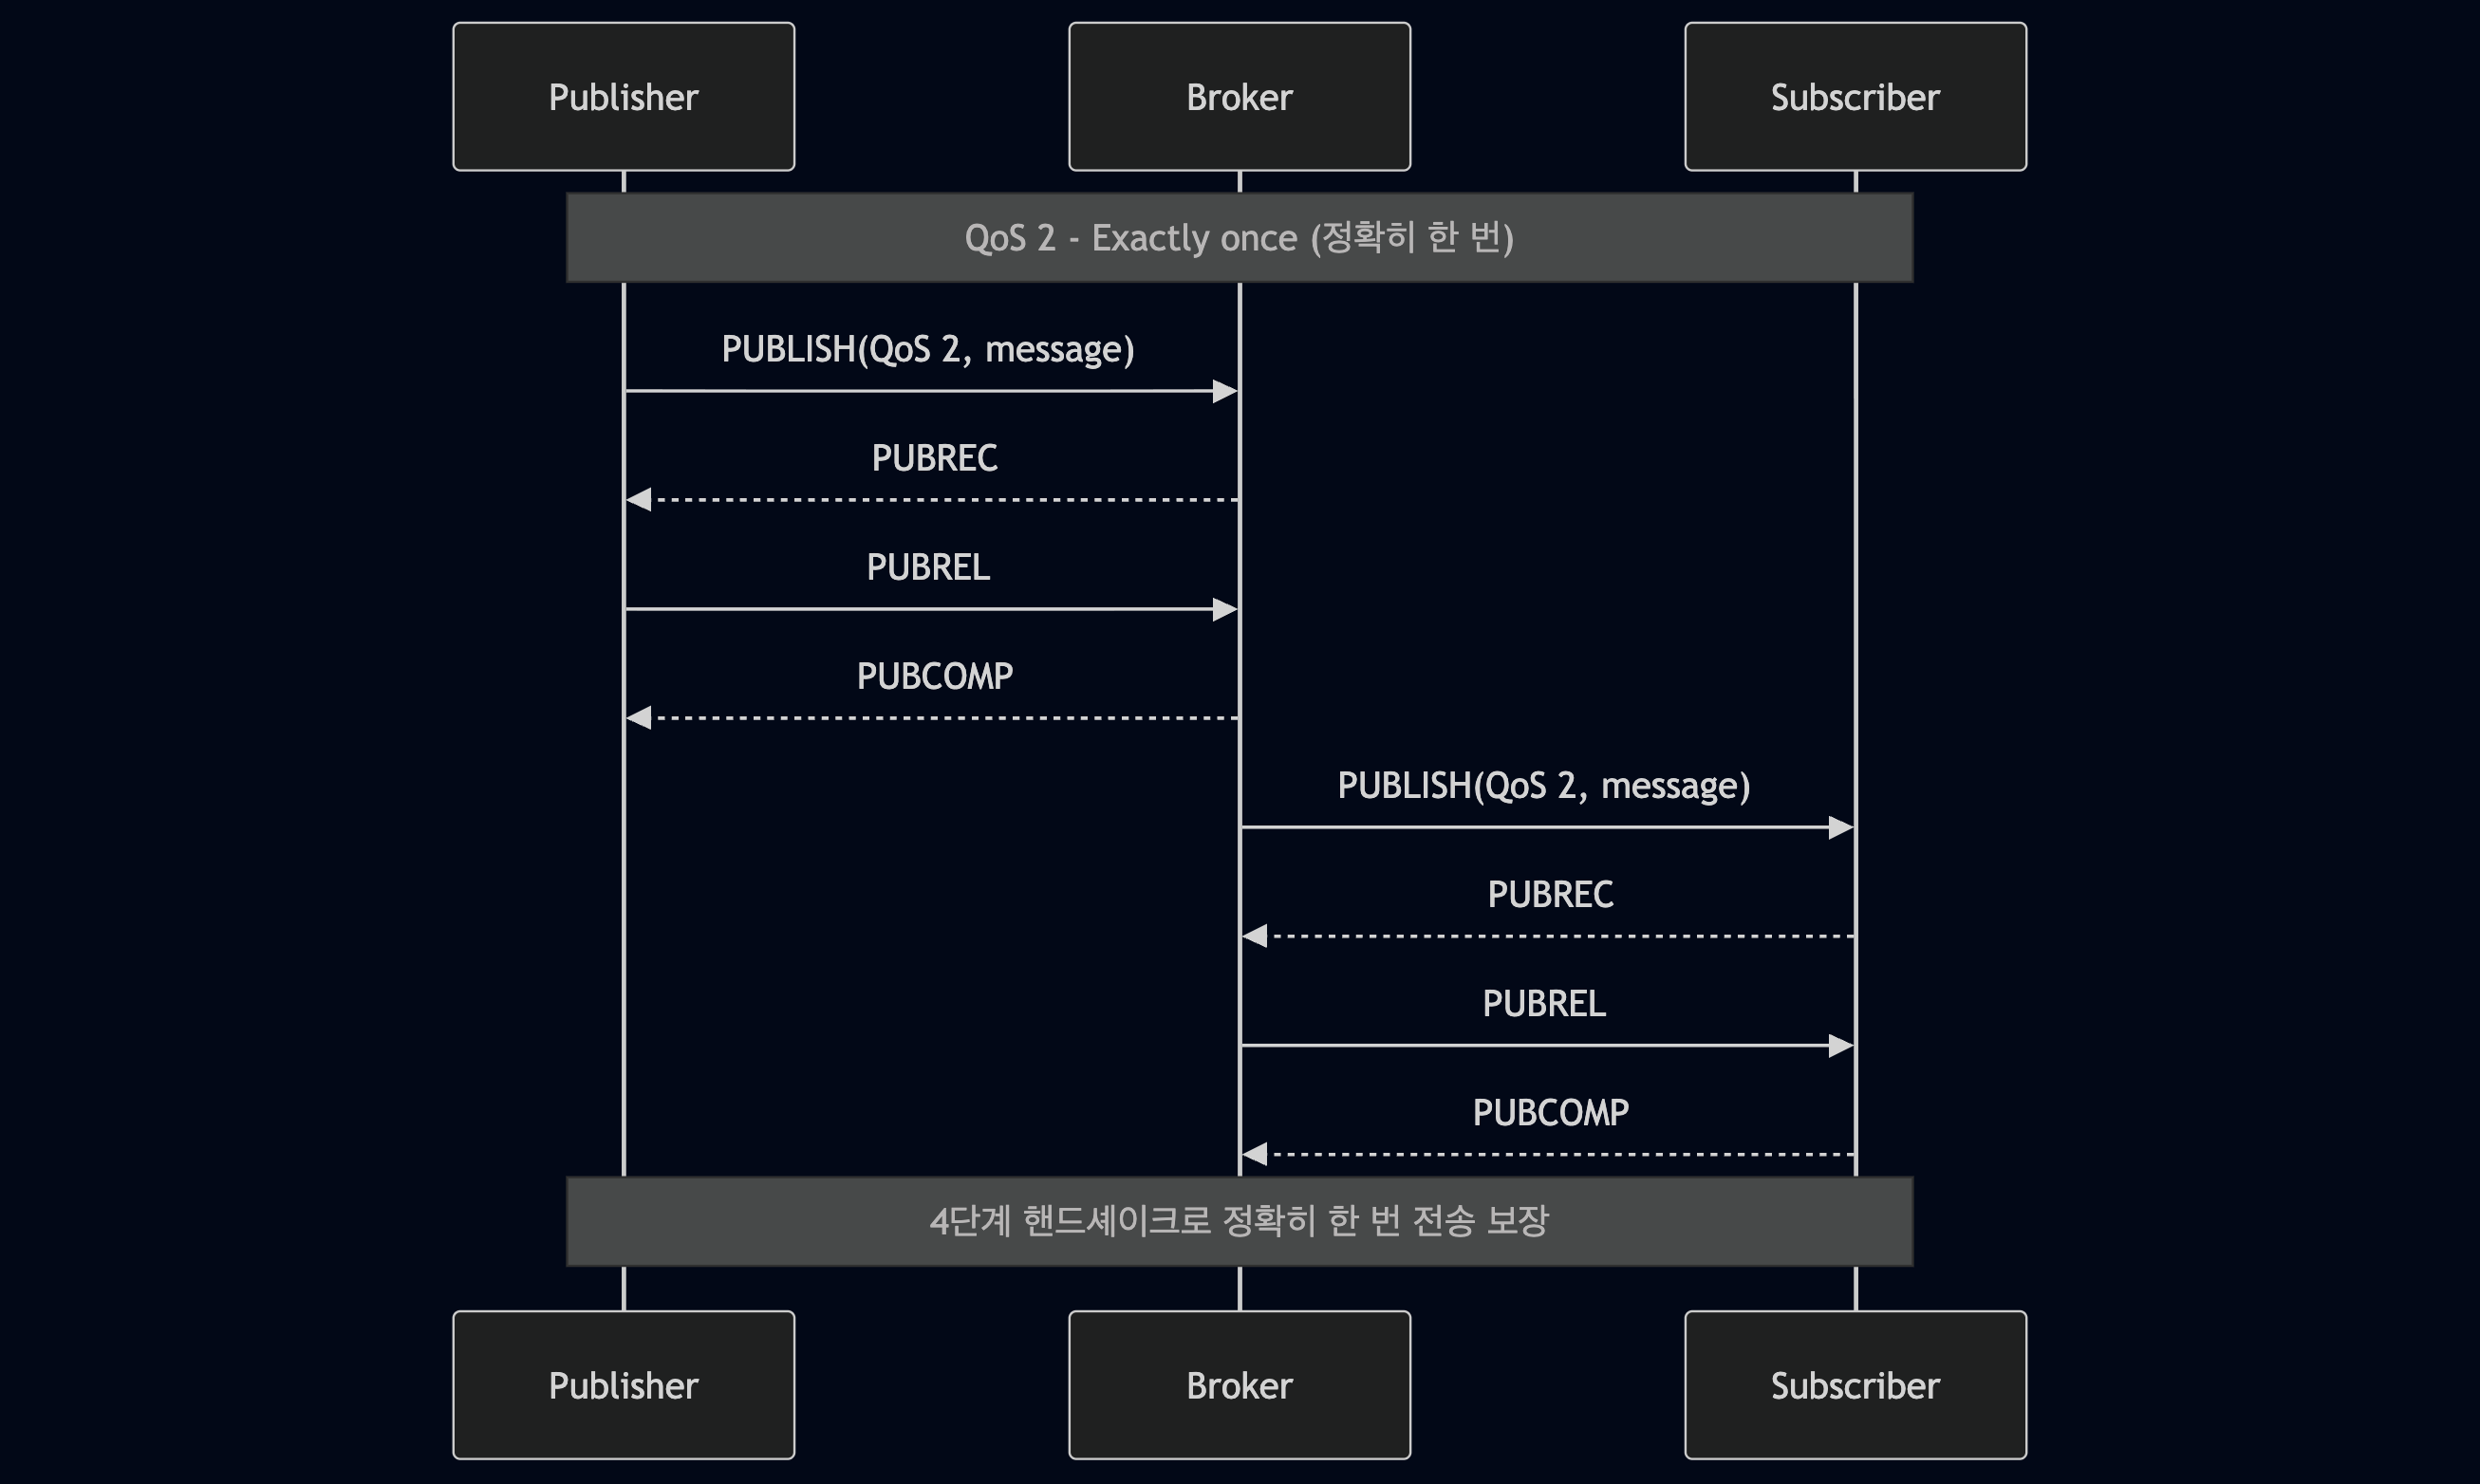 Publisher
Broker
Subscriber
QoS 2 - Exactly once (정확히 한 번)
PUBLISH(QoS 2, message)
PUBREC
PUBREL
PUBCOMP
PUBLISH(QoS 2, message)
PUBREC
PUBREL
PUBCOMP
4단계 핸드셰이크로 정확히 한 번 전송 보장
Publisher
Broker
Subscriber